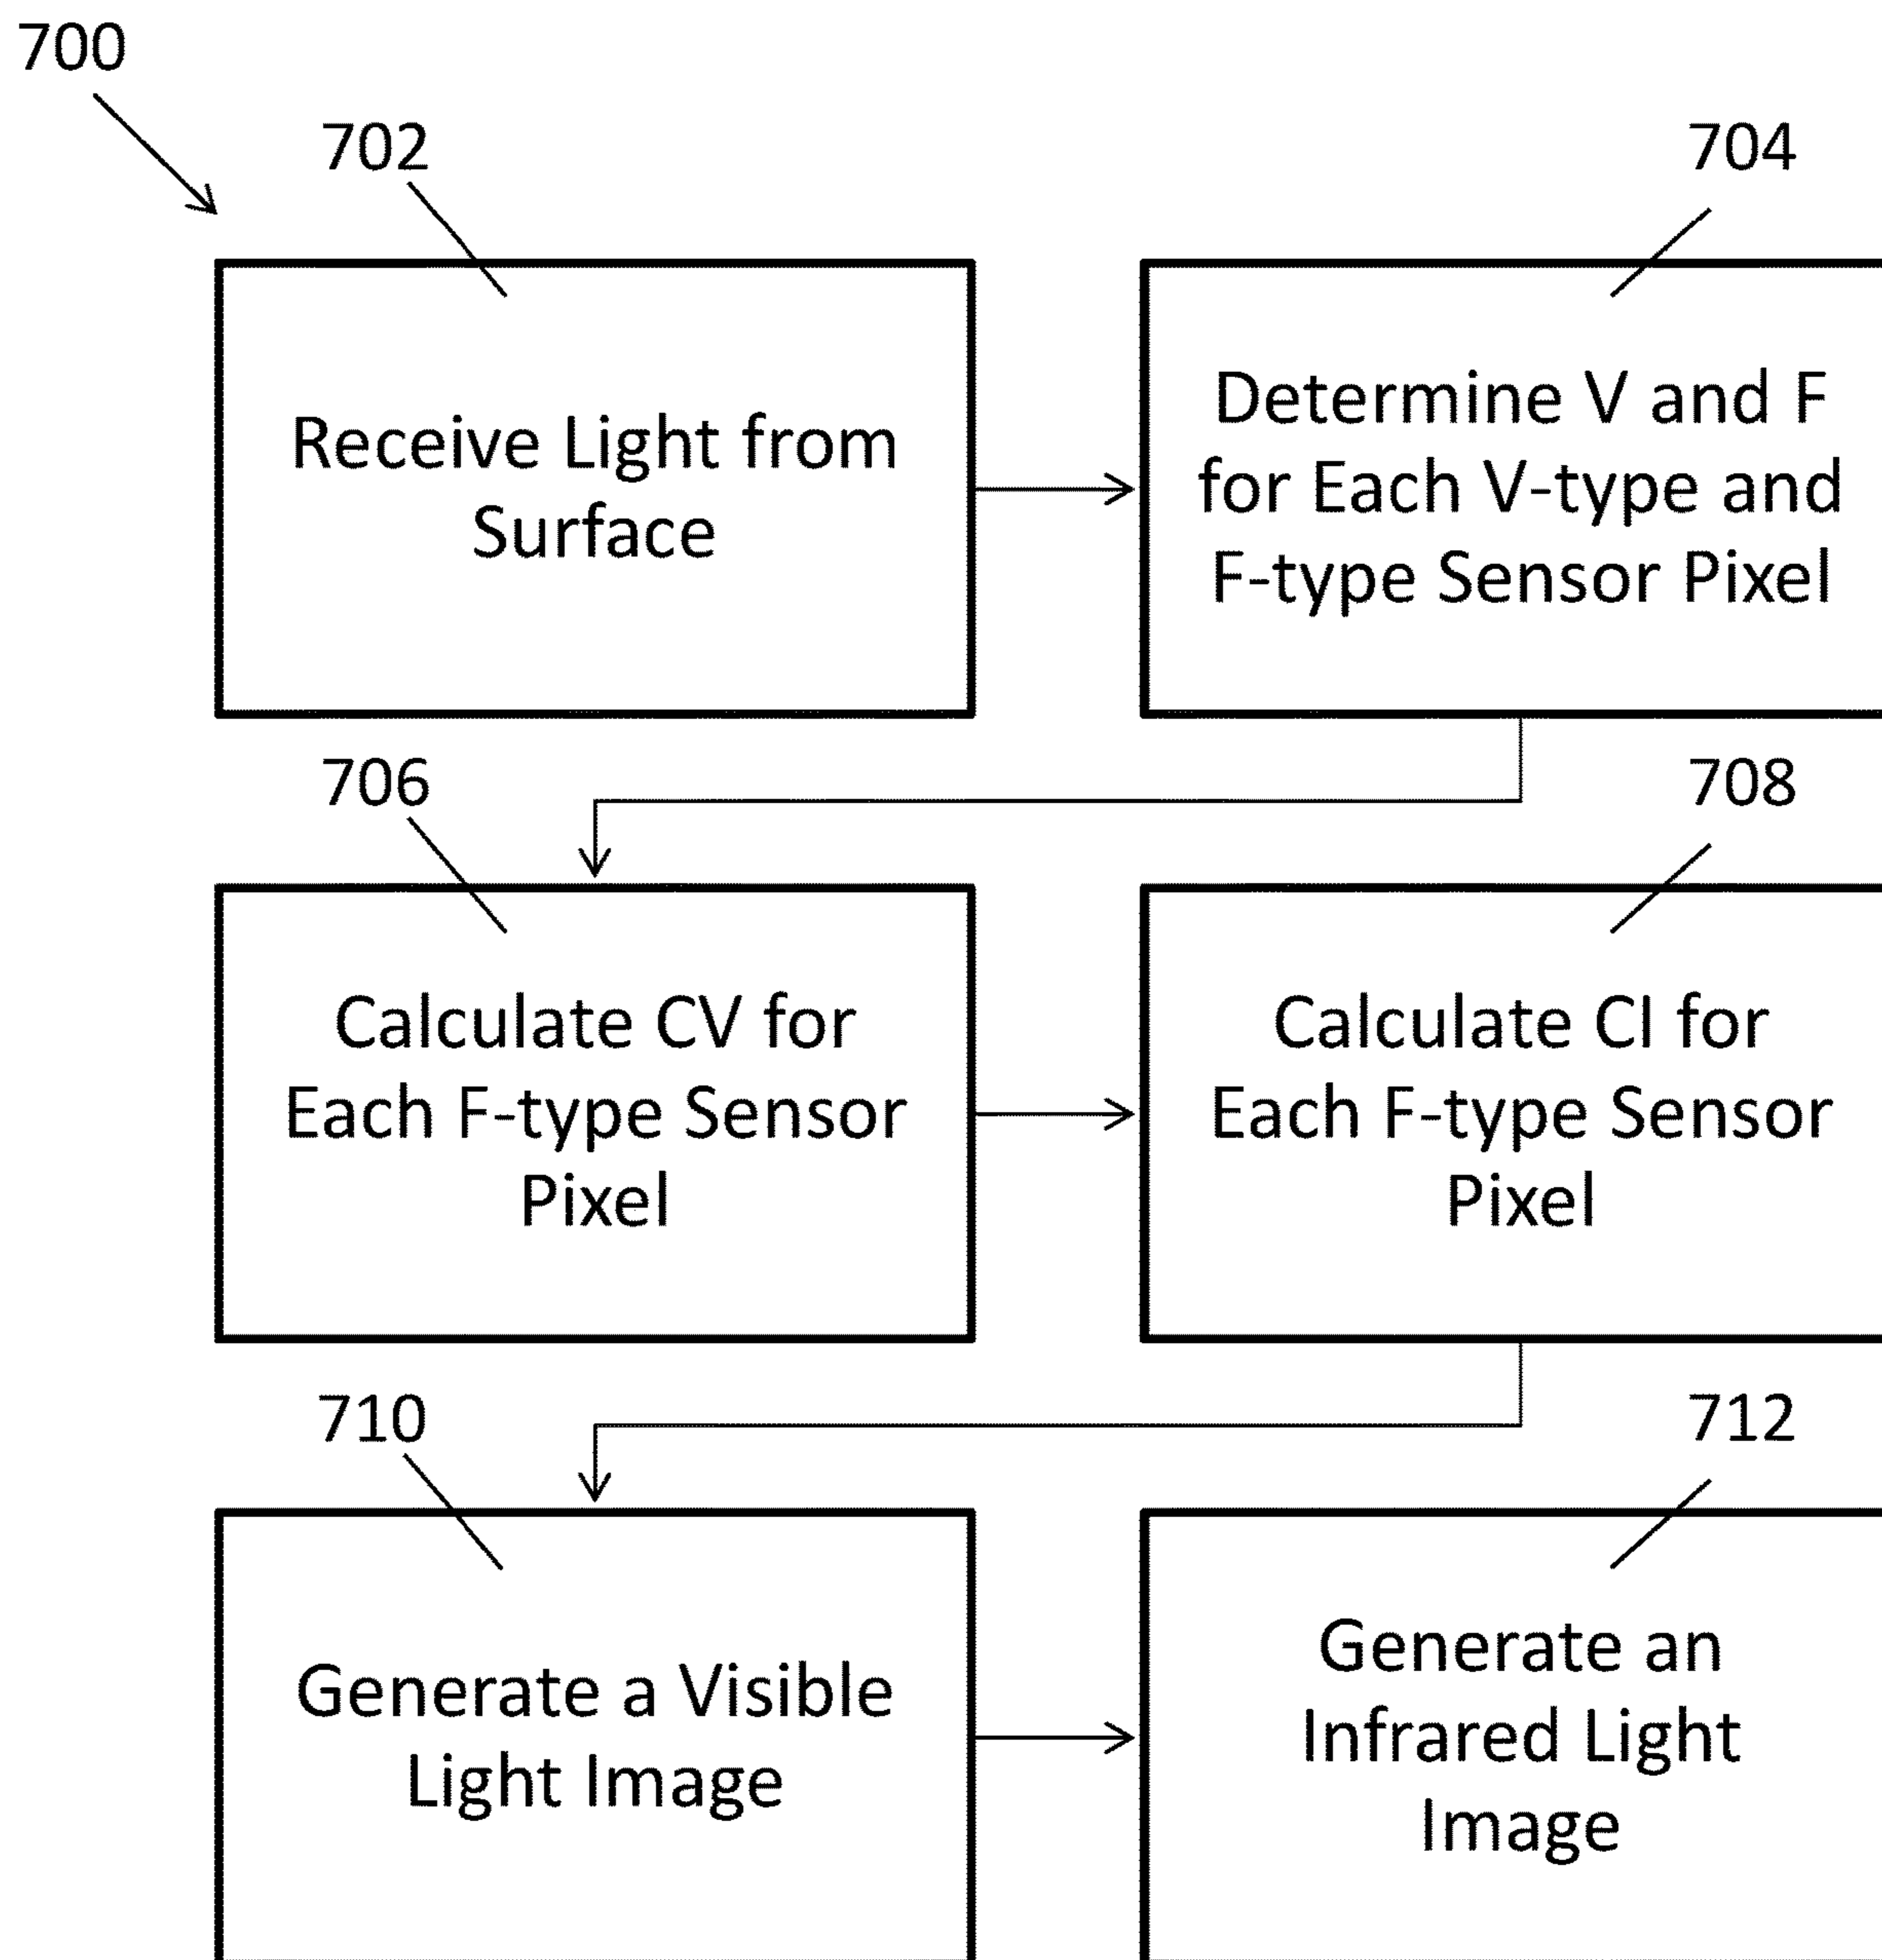 700
702
704
Receive Light from
Surface
Determine V and F
for Each V-type and
F-type Sensor Pixel
706
708
Calculate CV for
Each F-type Sensor
Pixel
Calculate CI for
Each F-type Sensor
Pixel
710
712
Generate a Visible
Light Image
Generate an
Infrared Light
Image